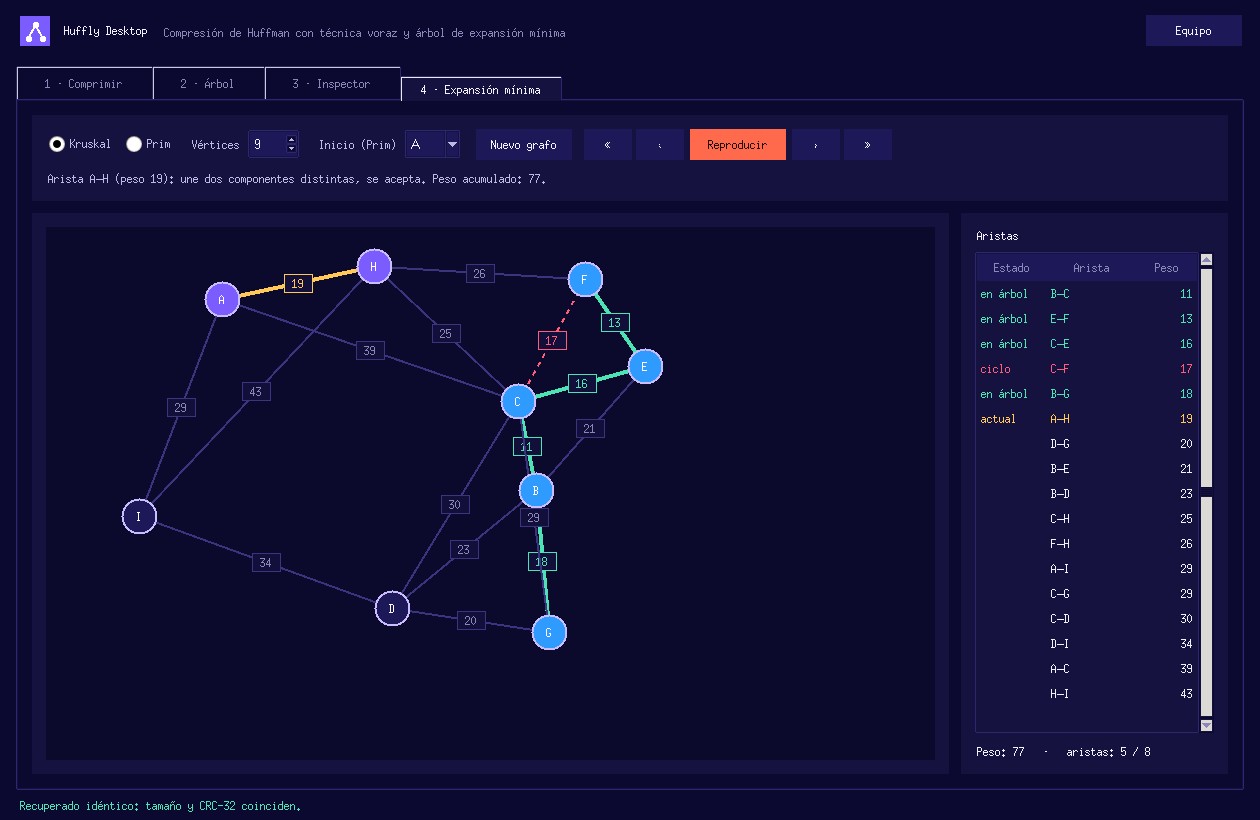 Huffly Desktop
Compresión de Huffman con técnica voraz y árbol de expansión mínima
Equipo
1 · Comprimir
2 · Árbol
3 · Inspector
4 · Expansión mínima
Kruskal
Prim
Vértices
9
Inicio (Prim)
A
Nuevo grafo
«
‹
Reproducir
›
»
Arista A—H (peso 19): une dos componentes distintas, se acepta. Peso acumulado: 77.
H
26
F
A
19
13
25
17
39
E
16
43
C
29
21
11
B
30
29
I
23
34
18
D
20
G
Aristas
Estado Arista Peso
en árbol B—C 11
en árbol E—F 13
en árbol C—E 16
ciclo C—F 17
en árbol B—G 18
actual A—H 19
D—G 20
B—E 21
B—D 23
C—H 25
F—H 26
A—I 29
C—G 29
C—D 30
D—I 34
A—C 39
H—I 43
Peso: 77 · aristas: 5 / 8
Recuperado idéntico: tamaño y CRC-32 coinciden.